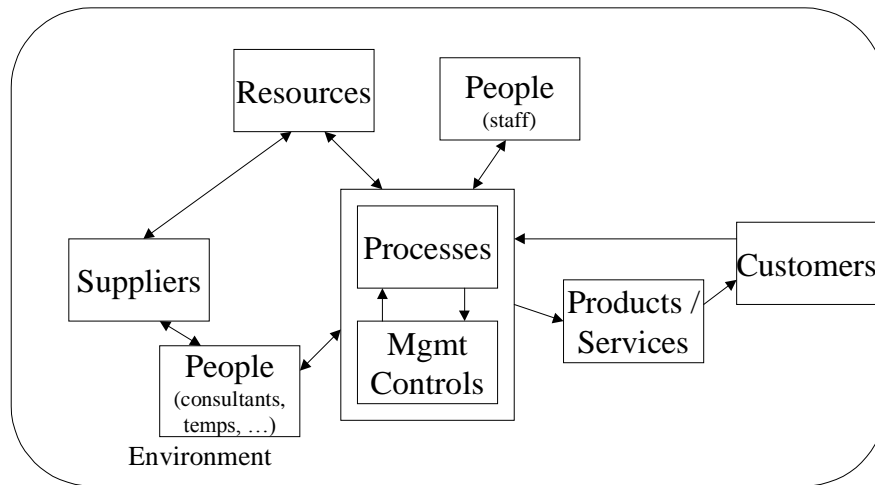 Resources
People
(staff)
Processes
Customers
Suppliers
Products /
Services
Mgmt
Controls
People
(consultants,
temps, …)
Environment